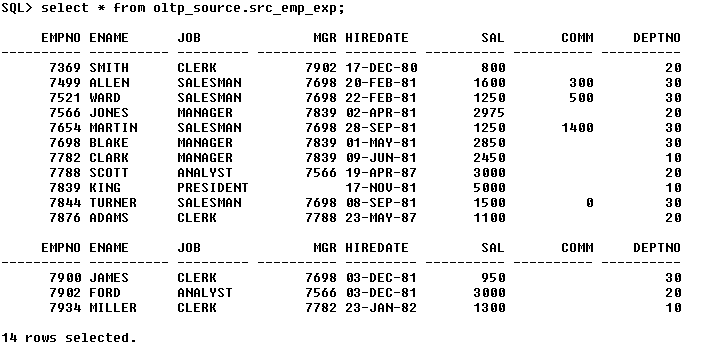 SQL> select * from oltp_source.src_emp_exp;
EMPNO ENAME JOB MGR HIREDATE SAL COMM DEPTNO
---------- ---------- --------- ---------- --------- ---------- ---------- ----------
7369 SMITH CLERK 7902 17-DEC-80 800 20
7499 ALLEN SALESMAN 7698 20-FEB-81 1600 300 30
7521 WARD SALESMAN 7698 22-FEB-81 1250 500 30
7566 JONES MANAGER 7839 02-APR-81 2975 20
7654 MARTIN SALESMAN 7698 28-SEP-81 1250 1400 30
7698 BLAKE MANAGER 7839 01-MAY-81 2850 30
7782 CLARK MANAGER 7839 09-JUN-81 2450 10
7788 SCOTT ANALYST 7566 19-APR-87 3000 20
7839 KING PRESIDENT 17-NOV-81 5000 10
7844 TURNER SALESMAN 7698 08-SEP-81 1500 0 30
7876 ADAMS CLERK 7788 23-MAY-87 1100 20
EMPNO ENAME JOB MGR HIREDATE SAL COMM DEPTNO
---------- ---------- --------- ---------- --------- ---------- ---------- ----------
7900 JAMES CLERK 7698 03-DEC-81 950 30
7902 FORD ANALYST 7566 03-DEC-81 3000 20
7934 MILLER CLERK 7782 23-JAN-82 1300 10
14 rows selected.